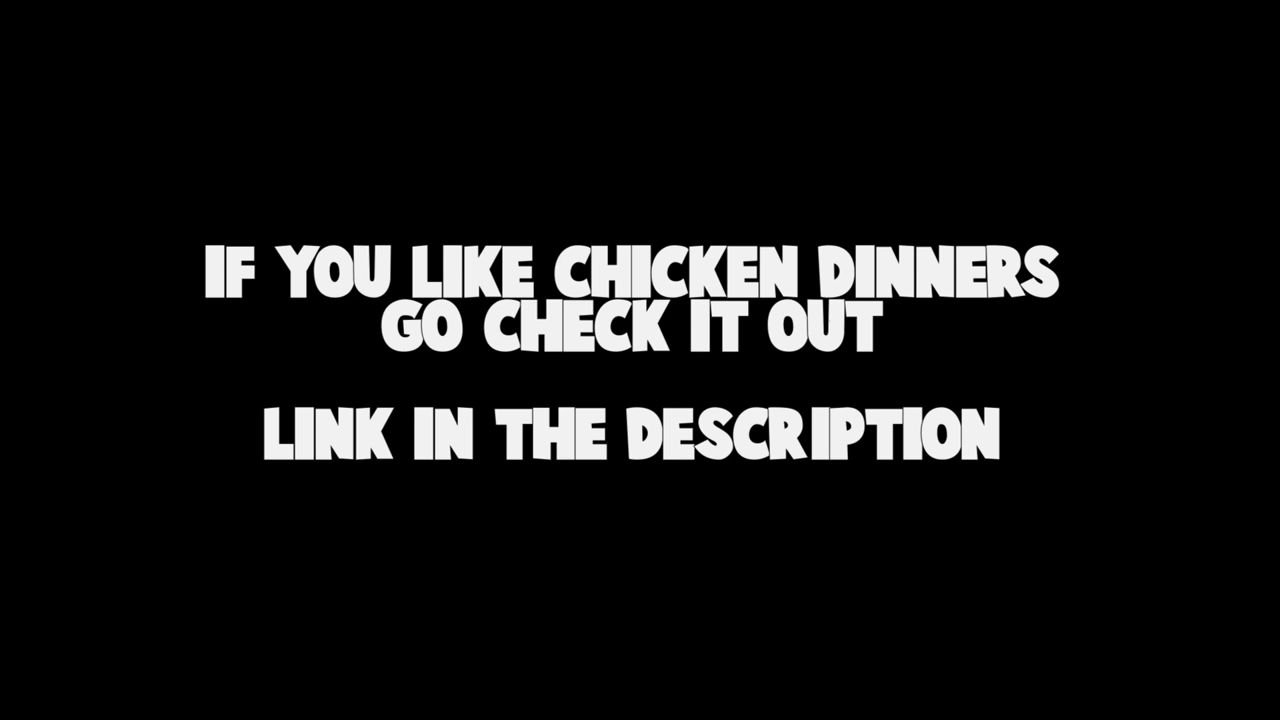 IF YOU LIKE CHICKEN DINNERS
GO CHECK IT OUT
LINK IN THE DESCRIPTION